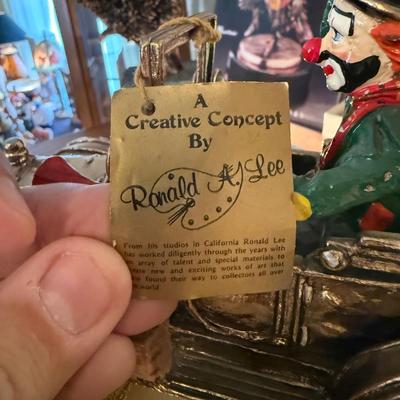 A
Creative Concept
By
Ronald A. Lee
From his studios in California Ronald Lee
has worked diligently through the years with
an array of talent and special materials to
new and exciting works of art that
found their way to collectors all over
world